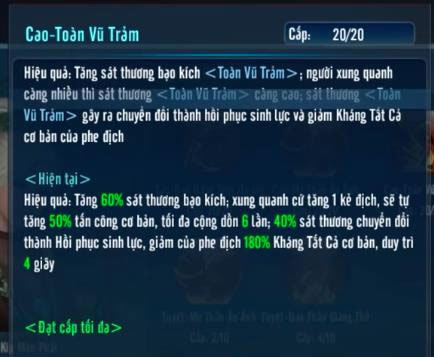 Cao-Toàn Vũ Trảm
Cấp: 20/20
Hiệu quả: Tăng sát thương bạo kích <Toàn Vũ Trảm>; người xung quanh
càng nhiều thì sát thương <Toàn Vũ Trảm> càng cao; sát thương <Toàn
Vũ Trảm> gây ra chuyển đổi thành hồi phục sinh lực và giảm Kháng Tất Cả
cơ bản của phe địch
<Hiện tại>
Hiệu quả: Tăng 60% sát thương bạo kích; xung quanh cứ tăng 1 kẻ địch, sẽ tự
tăng 50% tấn công cơ bản, tối đa cộng dồn 6 lần; 40% sát thương chuyển đổi
thành Hồi phục sinh lực, giảm của phe địch 180% Kháng Tất Cả cơ bản, duy trì
4 giây
<Đạt cấp tối đa>